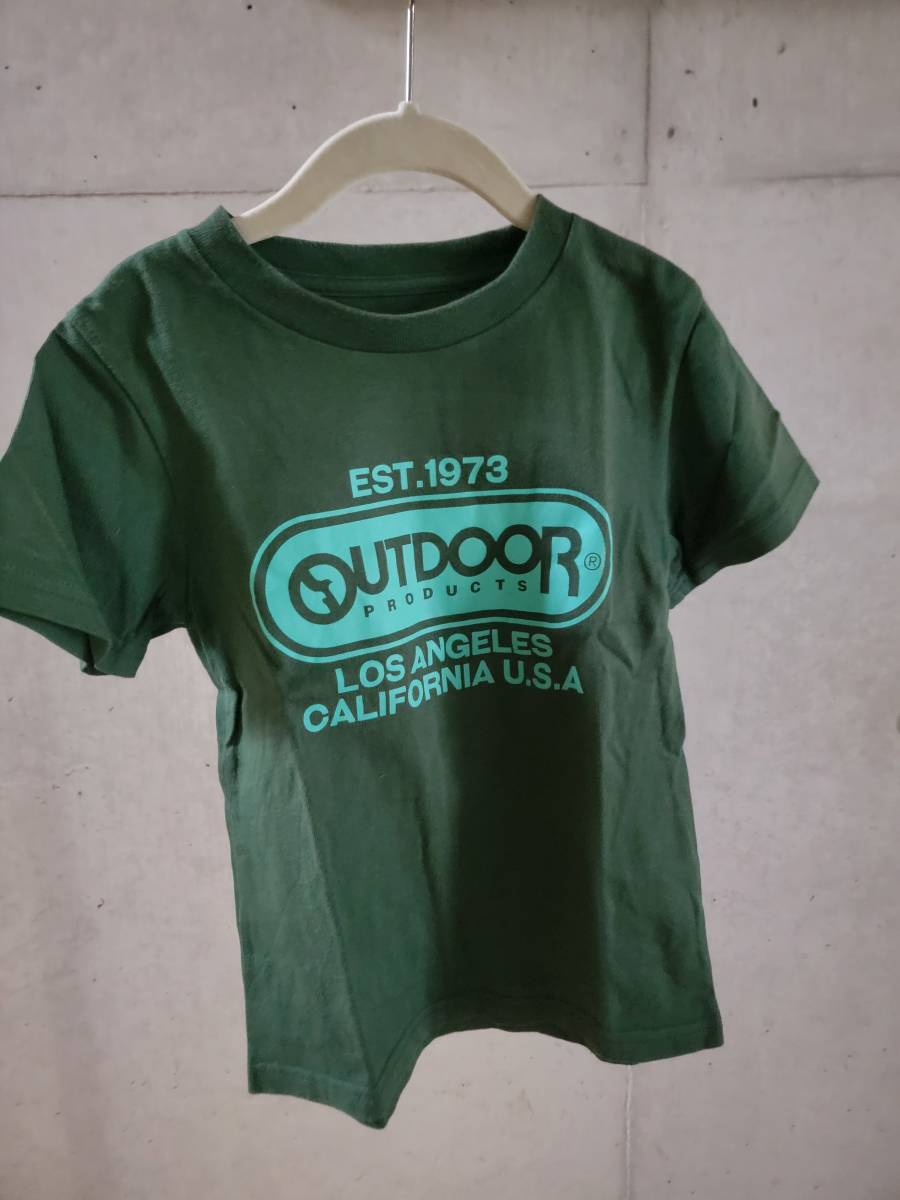 EST.1973
OUTDOOR®
PRODUCTS
LOS ANGELES
CALIFORNIA U.S.A